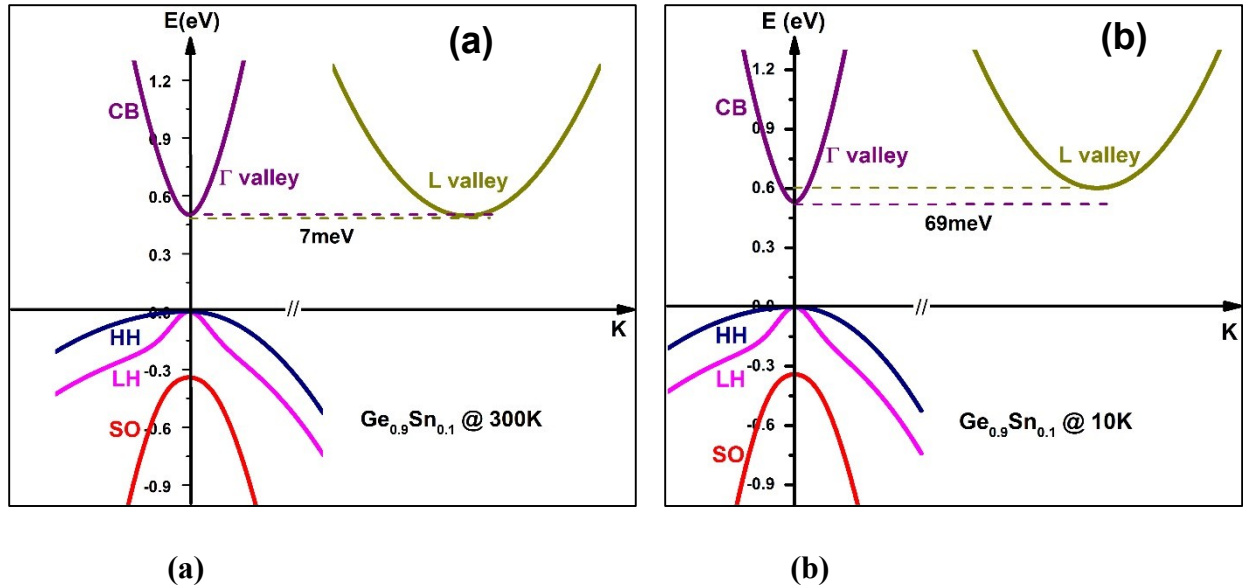 E(eV)
(a)
1.2
CB
0.9
Γ valley
L valley
0.6
7meV
0.3
0.0
//
K
HH
LH
-0.3
SO
-0.6
Ge0.9Sn0.1 @ 300K
-0.9
E (eV)
(b)
1.2
CB
0.9
Γ valley
L valley
0.6
69meV
0.3
0.0
//
K
HH
LH
-0.3
SO
-0.6
Ge0.9Sn0.1 @ 10K
-0.9
(a)
(b)